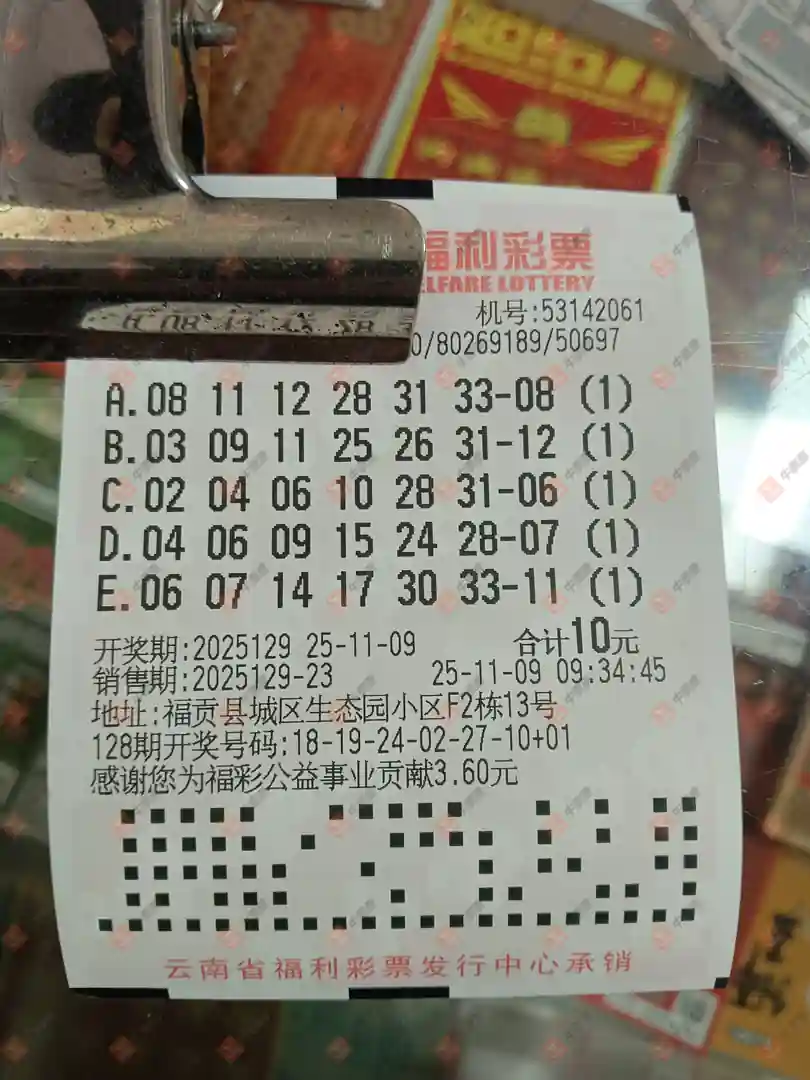 福利彩票
ELFARE LOTTERY
机号:53142061
0/80269189/50697
A.08 11 12 28 31 33-08 (1)
B.03 09 11 25 26 31-12 (1)
C.02 04 06 10 28 31-06 (1)
D.04 06 09 15 24 28-07 (1)
E.06 07 14 17 30 33-11 (1)
开奖期:2025129 25-11-09 合计10元
销售期:2025129-23 25-11-09 09:34:45
地址:福贡县城区生态园小区F2栋13号
128期开奖号码:18-19-24-02-27-10+01
感谢您为福彩公益事业贡献3.60元
云南省福利彩票发行中心承销